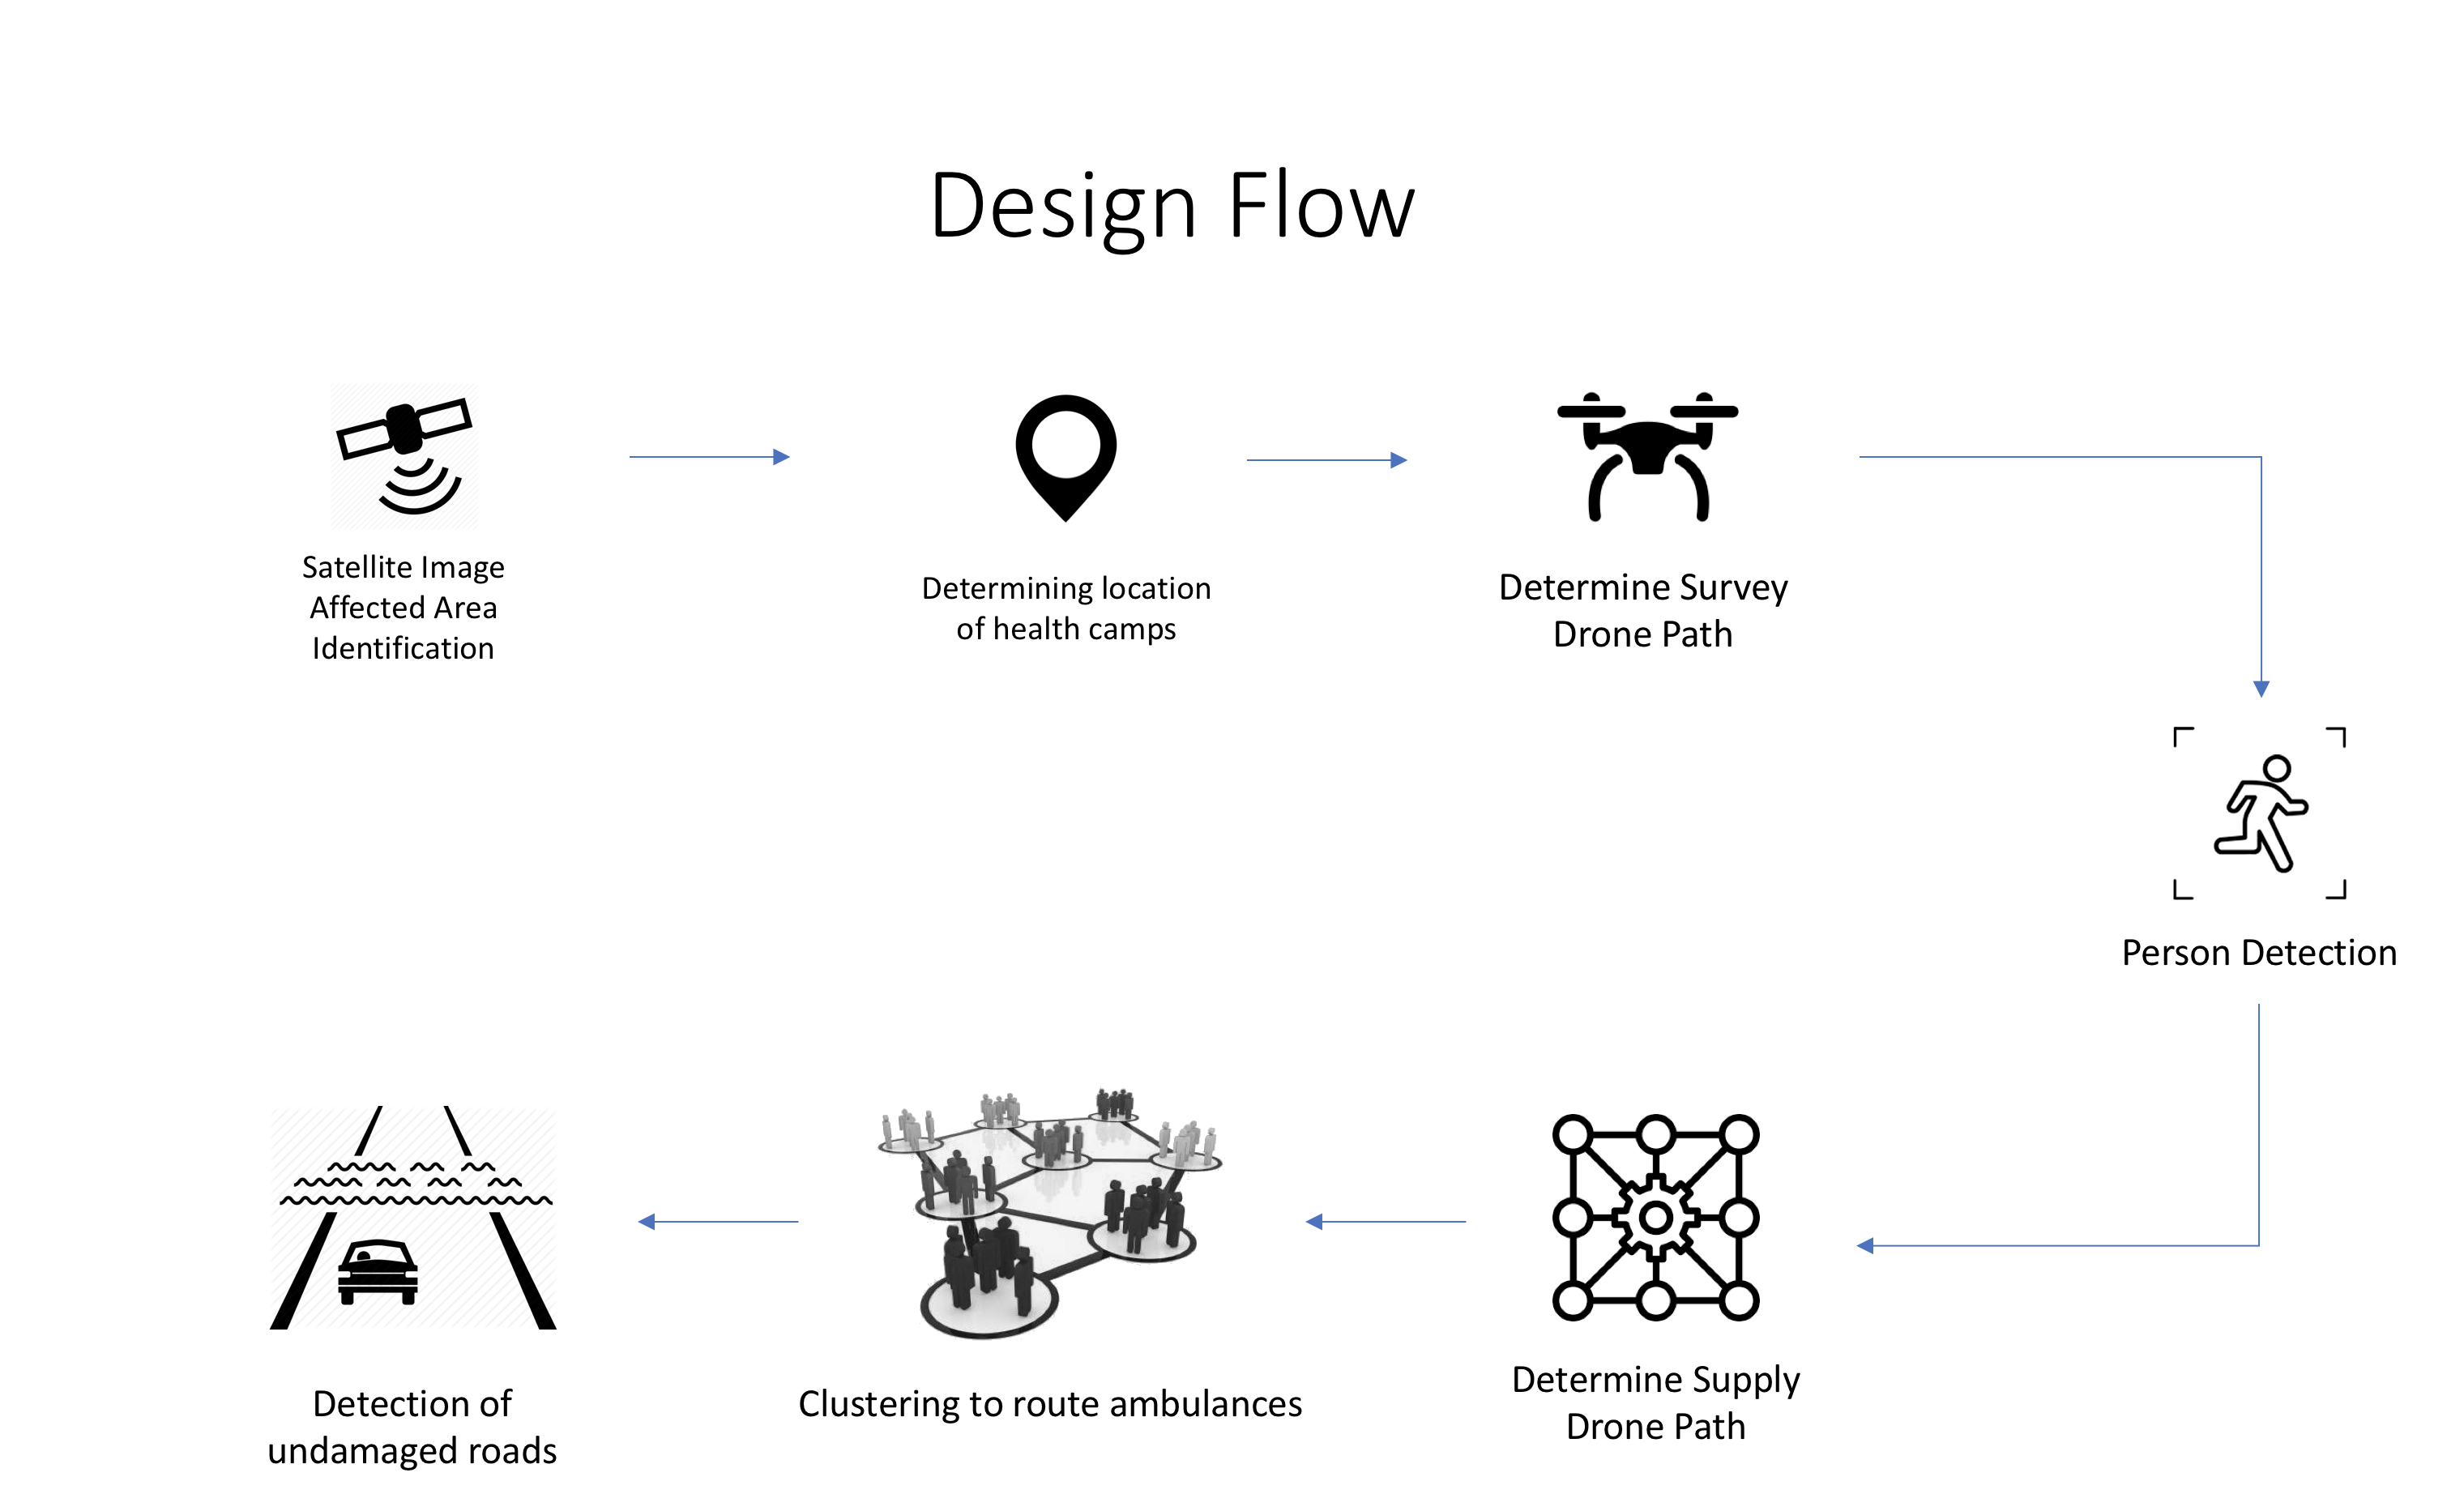 Design Flow
Satellite Image
Affected Area
Identification
Determining location
of health camps
Determine Survey
Drone Path
Person Detection
Detection of
undamaged roads
Clustering to route ambulances
Determine Supply
Drone Path